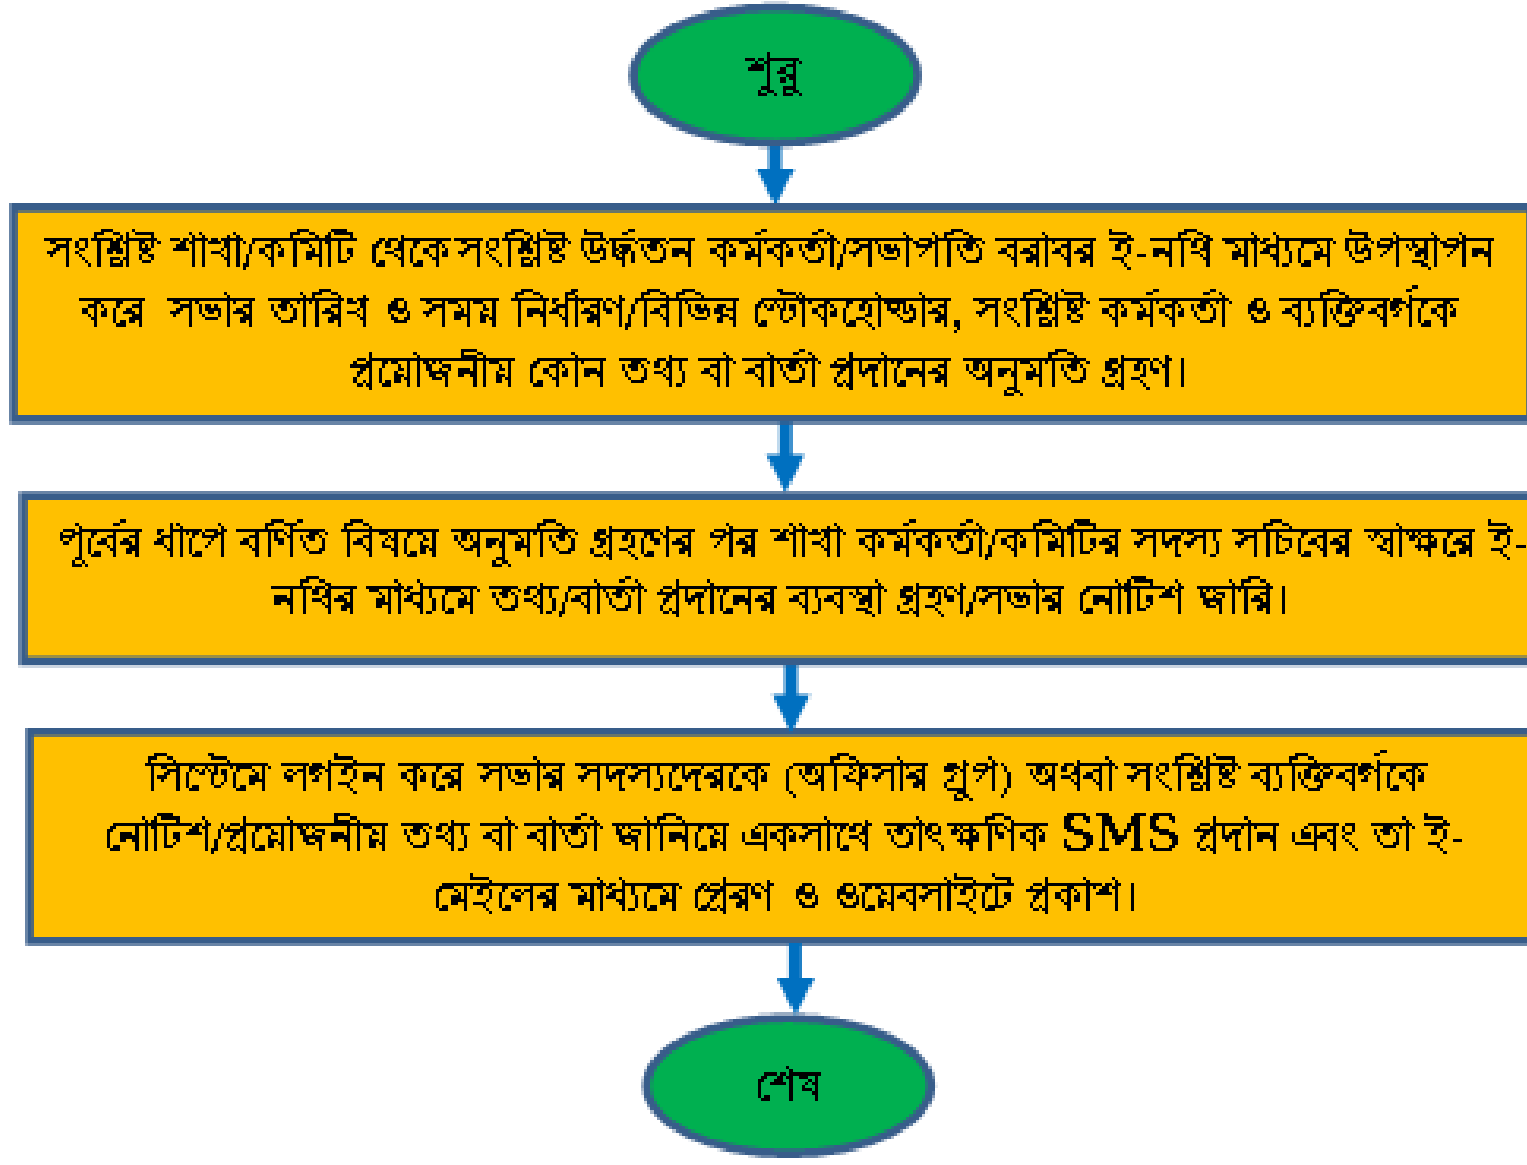 শুরু
সংশ্লিষ্ট শাখা/কমিটি থেকে সংশ্লিষ্ট উর্দ্ধতন কর্মকর্তা/সভাপতি বরাবর ই-নথি মাধ্যমে উপস্থাপন
করে সভার তারিখ ও সময় নির্ধারণ/বিভিন্ন স্টোকহোল্ডার, সংশ্লিষ্ট কর্মকর্তা ও ব্যক্তিবর্গকে
প্রয়োজনীয় কোন তথ্য বা বার্তা প্রদানের অনুমতি গ্রহণ।
পূর্বের ধাপে বর্ণিত বিষয়ে অনুমতি গ্রহণের পর শাখা কর্মকর্তা/কমিটির সদস্য সচিবের স্বাক্ষরে ই-
নথির মাধ্যমে তথ্য/বার্তা প্রদানের ব্যবস্থা গ্রহণ/সভার নোটিশ জারি।
সিস্টেমে লগইন করে সভার সদস্যদেরকে (অফিসার গ্রুপ) অথবা সংশ্লিষ্ট ব্যক্তিবর্গকে
নোটিশ/প্রয়োজনীয় তথ্য বা বার্তা জানিয়ে একসাথে তাৎক্ষণিক SMS প্রদান এবং তা ই-
মেইলের মাধ্যমে প্রেরণ ও ওয়েবসাইটে প্রকাশ।
শেষ